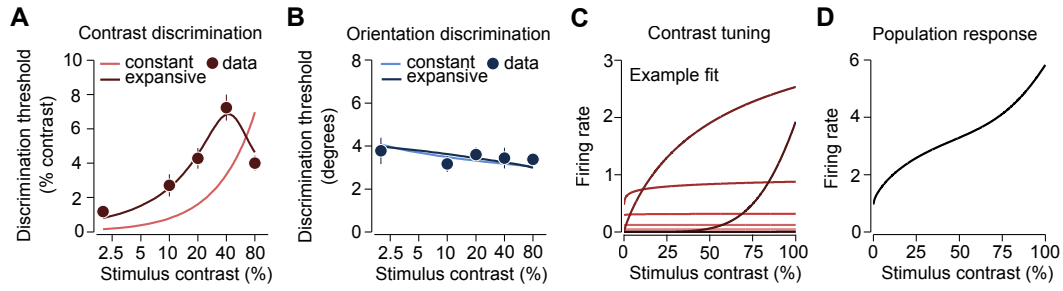 A
Contrast discrimination
constant
data
expansive
Discrimination threshold
(% contrast)
10
8
6
4
2
0
2.5 5 10 20 40 80
Stimulus contrast (%)
B
Orientation discrimination
constant
data
expansive
Discrimination threshold
(degrees)
8
6
4
2
0
2.5 5 10 20 40 80
Stimulus contrast (%)
C
Contrast tuning
Example fit
Firing rate
3
2
1
0
0 25 50 75 100
Stimulus contrast (%)
D
Population response
Firing rate
6
4
2
0
0 25 50 75 100
Stimulus contrast (%)